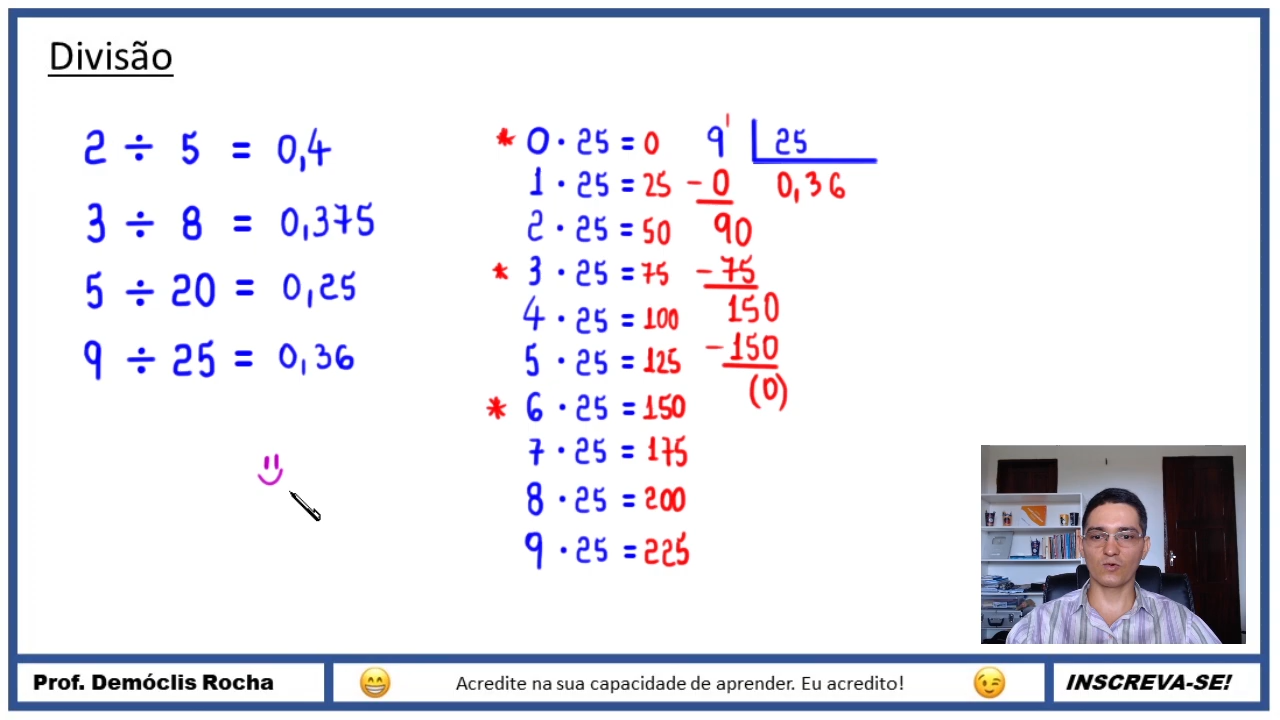 Divisão
2 ÷ 5 = 0,4
3 ÷ 8 = 0,375
5 ÷ 20 = 0,25
9 ÷ 25 = 0,36
* 0 · 25 = 0
1 · 25 = 25
2 · 25 = 50
* 3 · 25 = 75
4 · 25 = 100
5 · 25 = 125
* 6 · 25 = 150
7 · 25 = 175
8 · 25 = 200
9 · 25 = 225
9' 25
- 0 0,36
90
- 75
150
- 150
(0)
Prof. Demóclis Rocha
Acredite na sua capacidade de aprender. Eu acredito!
INSCREVA-SE!